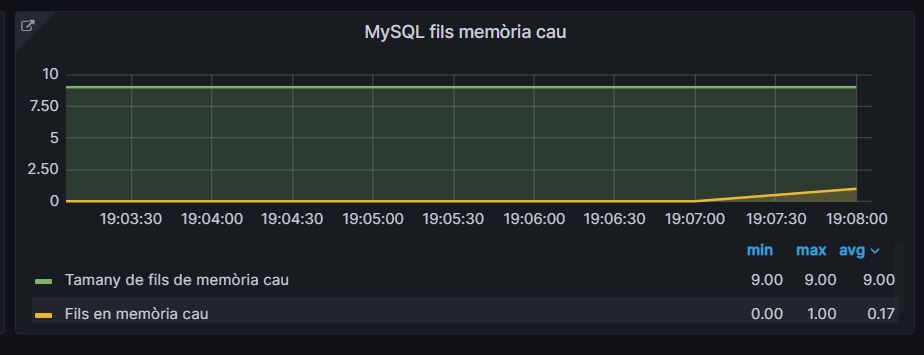 MySQL fils memòria cau
10
7.50
5
2.50
0
19:03:30 19:04:00 19:04:30 19:05:00 19:05:30 19:06:00 19:06:30 19:07:00 19:07:30 19:08:00
min max avg
Tamany de fils de memòria cau 9.00 9.00 9.00
Fils en memòria cau 0.00 1.00 0.17